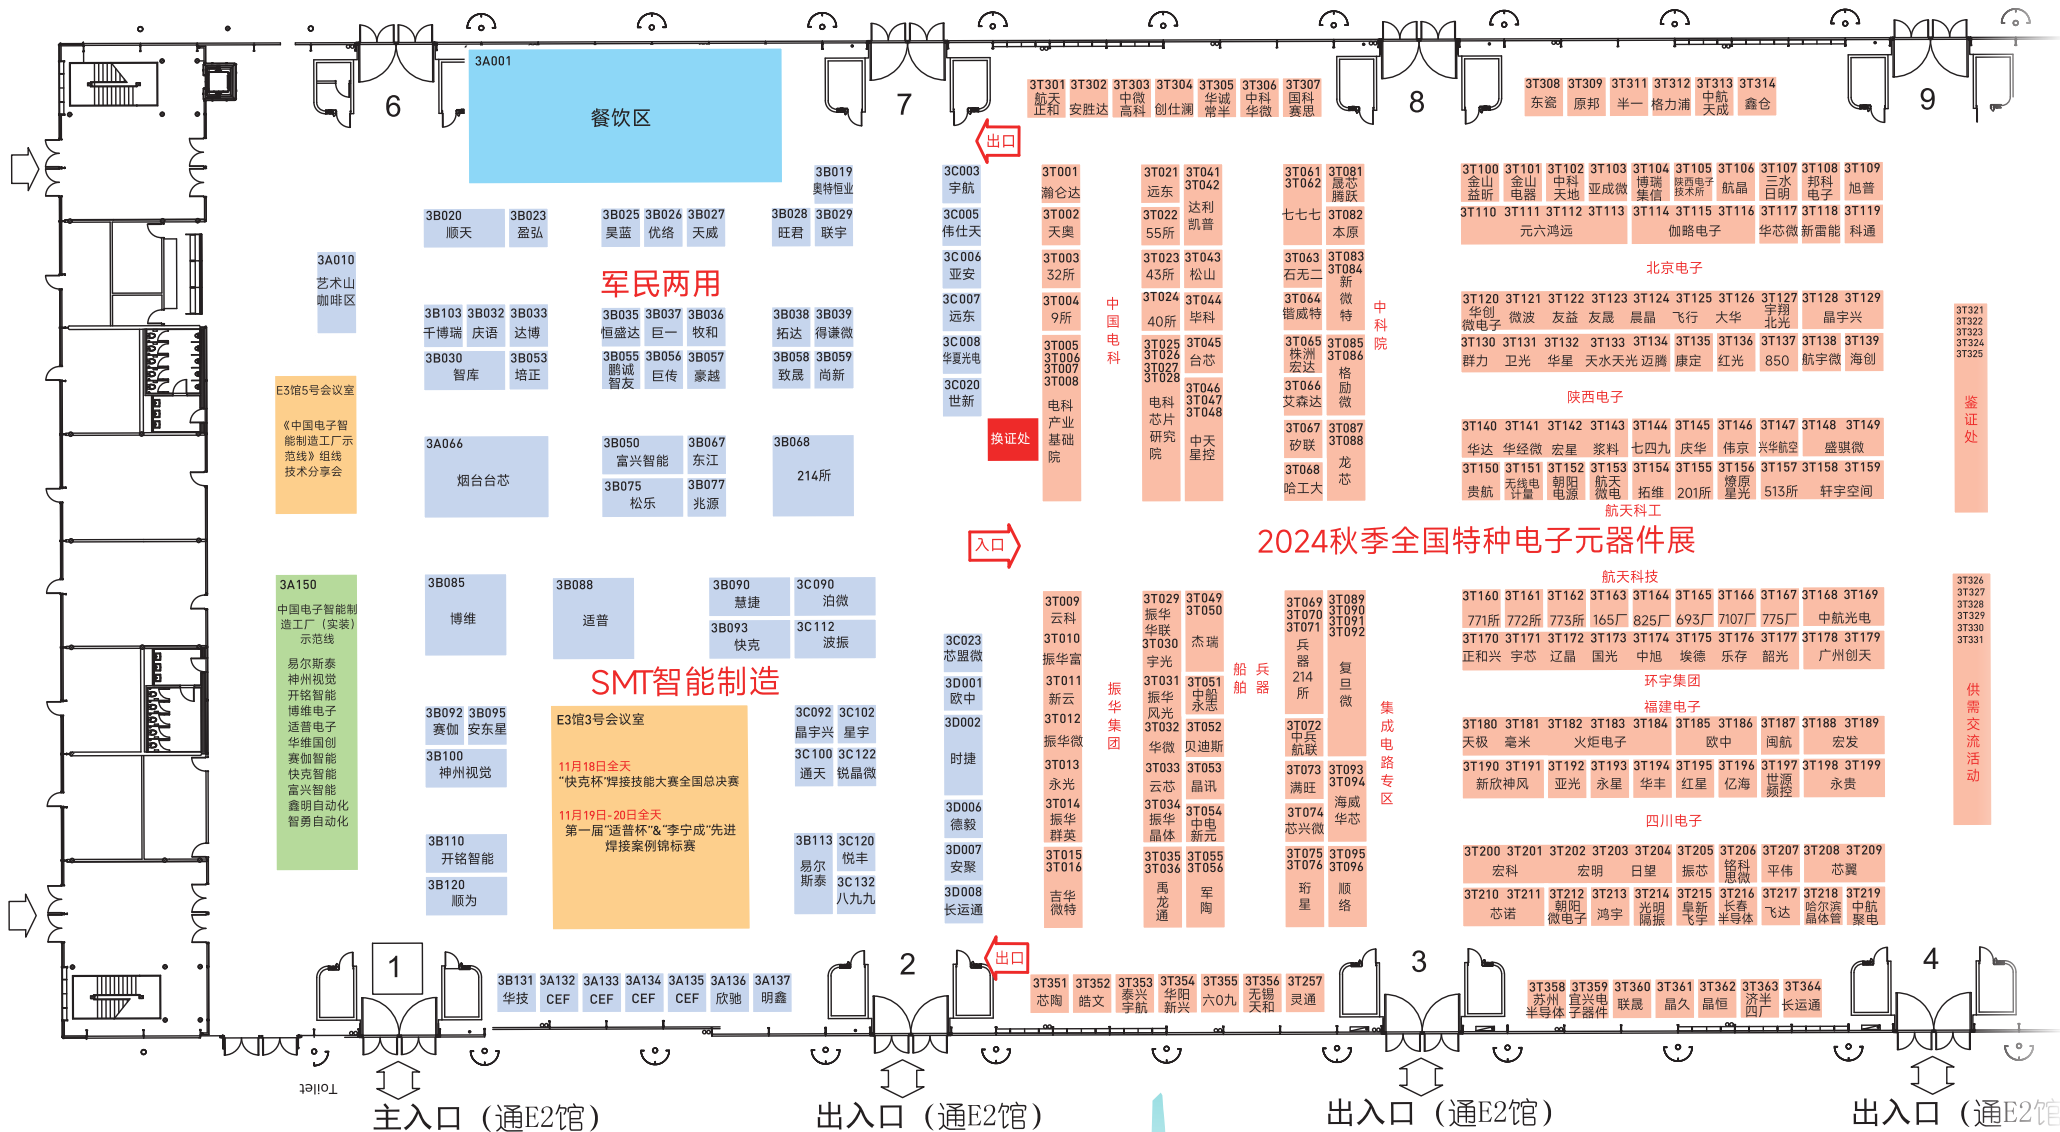 6
7
8
9
3A001
餐饮区
出口
3T301 3T302 3T303 3T304 3T305 3T306 3T307
航天正和 安胜达 中微高科 创仕澜 华诚常半 中科华微 国科赛思
3T308 3T309 3T311 3T312 3T313 3T314
东瓷 原邦 半一 格力浦 中航天成 鑫仓
3B019
奥特恒业
3B020 3B023 3B025 3B026 3B027 3B028 3B029
顺天 盈弘 昊蓝 优络 天威 旺君 联宇
3A010
艺术山
咖啡区
军民两用
3B103 3B032 3B033 3B035 3B037 3B036 3B038 3B039
千博瑞 庆语 达博 恒盛达 巨一 牧和 拓达 得谦微
3B030 3B053 3B055 3B056 3B057 3B058 3B059
智库 培正 鹏诚智友 巨传 豪越 致晟 尚新
E3馆5号会议室
《中国电子智
能制造工厂示
范线》组线
技术分享会
3A066
烟台台芯
3B050 3B067 3B068
富兴智能 东江 214所
3B075 3B077
松乐 兆源
3C003
宇航
3C005
伟仕天
3C006
亚安
3C007
远东
3C008
华夏光电
3C020
世新
换证处
入口
3T001
瀚仑达
3T002
天奥
3T003
32所
3T004
9所
3T005
3T006
3T007
3T008
电科
产业
基础
院
中国电科
3T021
远东
3T022
55所
3T023
43所
3T024
40所
3T025
3T026
3T027
3T028
电科
芯片
研究
院
3T041
3T042
达利
凯普
3T043
松山
3T044
毕科
3T045
台芯
3T046
3T047
3T048
中天
星控
3T061
3T062
七七七
3T063
石无二
3T064
锴威特
3T065
株洲
宏达
3T066
艾森达
3T067
矽联
3T068
哈工大
3T081
晟芯
腾跃
3T082
本原
3T083
3T084
新
微
特
3T085
3T086
格
励
微
3T087
3T088
龙
芯
中科院
3T100 3T101 3T102 3T103 3T104 3T105 3T106 3T107 3T108 3T109
金山益昕 金山电器 中科天地 亚成微 博瑞集信 陕西电子技术所 航晶 三水日明 邦科电子 旭普
3T110 3T111 3T112 3T113 3T114 3T115 3T116 3T117 3T118 3T119
元六鸿远 伽略电子 华芯微 新雷能 科通
北京电子
3T120 3T121 3T122 3T123 3T124 3T125 3T126 3T127 3T128 3T129
华创微电子 微波 友益 友晟 晨晶 飞行 大华 宇翔北光 晶宇兴
3T130 3T131 3T132 3T133 3T134 3T135 3T136 3T137 3T138 3T139
群力 卫光 华星 天水天光 迈腾 康定 红光 850 航宇微 海创
陕西电子
3T140 3T141 3T142 3T143 3T144 3T145 3T146 3T147 3T148 3T149
华达 华经微 宏星 浆料 七四九 庆华 伟京 兴华航空 盛骐微
3T150 3T151 3T152 3T153 3T154 3T155 3T156 3T157 3T158 3T159
贵航 无线电计量 朝阳电源 航天微电 拓维 201所 燎原星光 513所 轩宇空间
航天科工
2024秋季全国特种电子元器件展
3T321
3T322
3T323
3T324
3T325
鉴证处
3A150
中国电子智能制
造工厂（实装）
示范线
易尔斯泰
神州视觉
开铭智能
博维电子
适普电子
华维国创
赛伽智能
快克智能
富兴智能
鑫明自动化
智勇自动化
3B085 3B088 3B090 3C090
博维 适普 慧捷 泊微
3B093 3C112
快克 波振
SMT智能制造
3B092 3B095
赛伽 安东星
3B100
神州视觉
3B110
开铭智能
3B120
顺为
E3馆3号会议室
11月18日全天
“快克杯”焊接技能大赛全国总决赛
11月19日-20日全天
第一届“适普杯”&“李宁成”先进
焊接案例锦标赛
3C092 3C102
晶宇兴 星宇
3C100 3C122
通天 锐晶微
3B113 3C120
易尔斯泰 悦丰
3C132
八九九
3C023
芯盟微
3D001
欧中
3D002
时捷
3D006
德毅
3D007
安聚
3D008
长运通
出口
3T009
云科
3T010
振华富
3T011
新云
3T012
振华微
3T013
永光
3T014
振华
群英
3T015
3T016
吉华
微特
振华集团
3T029
振华
华联
3T030
宇光
3T031
振华
风光
3T032
华微
3T033
云芯
3T034
振华
晶体
3T035
3T036
禹
龙
通
3T049
3T050
杰瑞
3T051
中船
永志
3T052
贝迪斯
3T053
晶讯
3T054
中电
新元
3T055
3T056
军
陶
船舶
兵器
3T069
3T070
3T071
兵
器
214
所
3T072
中兵
航联
3T073
满旺
3T074
芯兴微
3T075
3T076
珩
星
3T089
3T090
3T091
3T092
复
旦
微
3T093
3T094
海威
华芯
3T095
3T096
顺
络
集成电路专区
航天科技
3T160 3T161 3T162 3T163 3T164 3T165 3T166 3T167 3T168 3T169
771所 772所 773所 165厂 825厂 693厂 7107厂 775厂 中航光电
3T170 3T171 3T172 3T173 3T174 3T175 3T176 3T177 3T178 3T179
正和兴 宇芯 辽晶 国光 中旭 埃德 乐存 韶光 广州创天
环宇集团
福建电子
3T180 3T181 3T182 3T183 3T184 3T185 3T186 3T187 3T188 3T189
天极 毫米 火炬电子 欧中 闽航 宏发
3T190 3T191 3T192 3T193 3T194 3T195 3T196 3T197 3T198 3T199
新欣神风 亚光 永星 华丰 红星 亿海 世源频控 永贵
四川电子
3T200 3T201 3T202 3T203 3T204 3T205 3T206 3T207 3T208 3T209
宏科 宏明 日望 振芯 铭科思微 平伟 芯翼
3T210 3T211 3T212 3T213 3T214 3T215 3T216 3T217 3T218 3T219
芯诺 朝阳微电子 鸿宇 光明隔振 阜新飞宇 长春半导体 飞达 哈尔滨晶体管 中航聚电
3T326
3T327
3T328
3T329
3T330
3T331
供需交流活动
1
2
3
4
3B131 3A132 3A133 3A134 3A135 3A136 3A137
华技 CEF CEF CEF CEF 欣驰 明鑫
3T351 3T352 3T353 3T354 3T355 3T356 3T257
芯陶 皓文 泰兴宇航 华阳新兴 六0九 无锡天和 灵通
3T358 3T359 3T360 3T361 3T362 3T363 3T364
苏州半导体 宜兴电子器件 联晟 晶久 晶恒 济半四厂 长运通
Toilet
主入口（通E2馆）
出入口（通E2馆）
出入口（通E2馆）
出入口（通E2馆